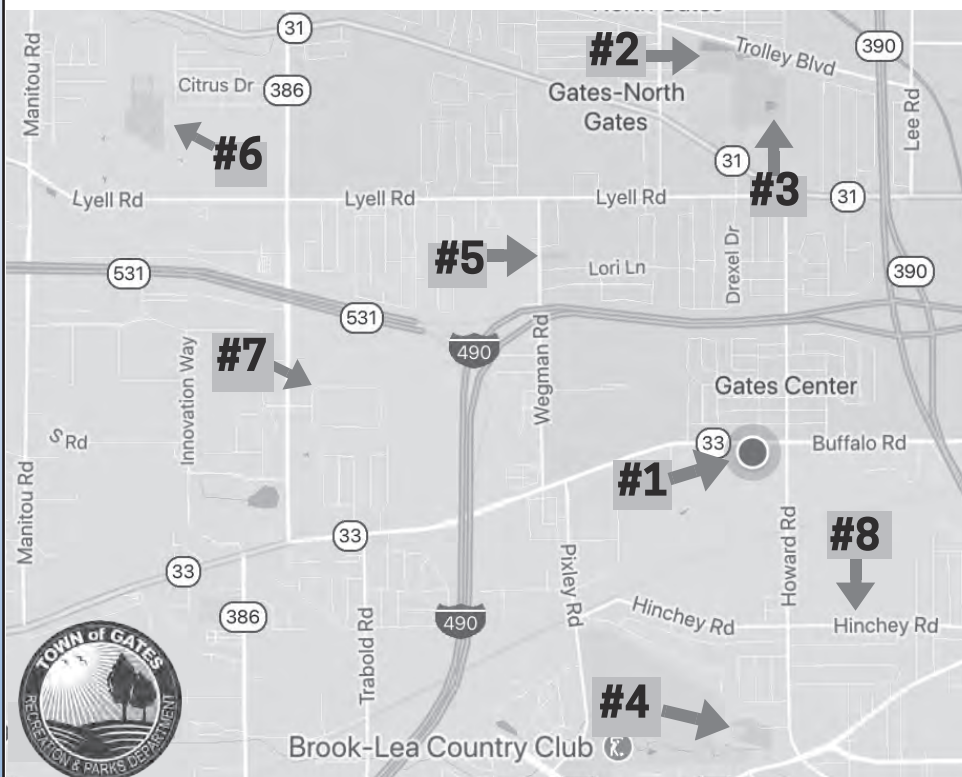 North Gates
31
390
#2
Trolley Blvd
Manitou Rd
Citrus Dr
386
Gates-North
Gates
Lee Rd
#6
31
#3
Lyell Rd
Lyell Rd
Lyell Rd
31
#5
Drexel Dr
Lori Ln
531
390
531
490
Wegman Rd
Innovation Way
#7
Gates Center
S Rd
33
Buffalo Rd
#1
Manitou Rd
33
Howard Rd
#8
33
Pixley Rd
386
490
Hinchey Rd
Hinchey Rd
Trabold Rd
TOWN of GATES
RECREATION & PARKS DEPARTMENT
#4
Brook-Lea Country Club